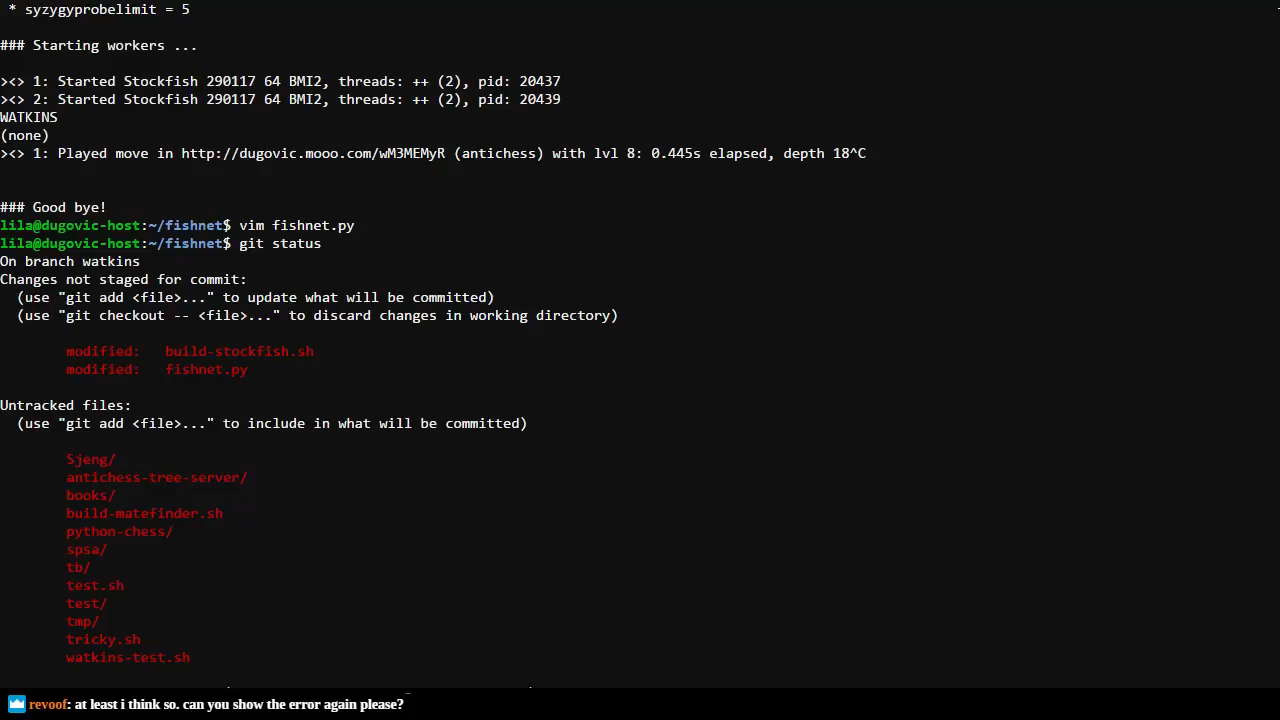 * syzygyprobelimit = 5
### Starting workers ...
><> 1: Started Stockfish 290117 64 BMI2, threads: ++ (2), pid: 20437
><> 2: Started Stockfish 290117 64 BMI2, threads: ++ (2), pid: 20439
WATKINS
(none)
><> 1: Played move in http://dugovic.mooo.com/wM3MEMyR (antichess) with lvl 8: 0.445s elapsed, depth 18^C
### Good bye!
lila@dugovic-host:~/fishnet$ vim fishnet.py
lila@dugovic-host:~/fishnet$ git status
On branch watkins
Changes not staged for commit:
  (use "git add <file>..." to update what will be committed)
  (use "git checkout -- <file>..." to discard changes in working directory)
        modified:   build-stockfish.sh
        modified:   fishnet.py
Untracked files:
  (use "git add <file>..." to include in what will be committed)
        Sjeng/
        antichess-tree-server/
        books/
        build-matefinder.sh
        python-chess/
        spsa/
        tb/
        test.sh
        test/
        tmp/
        tricky.sh
        watkins-test.sh
revoof: at least i think so. can you show the error again please?